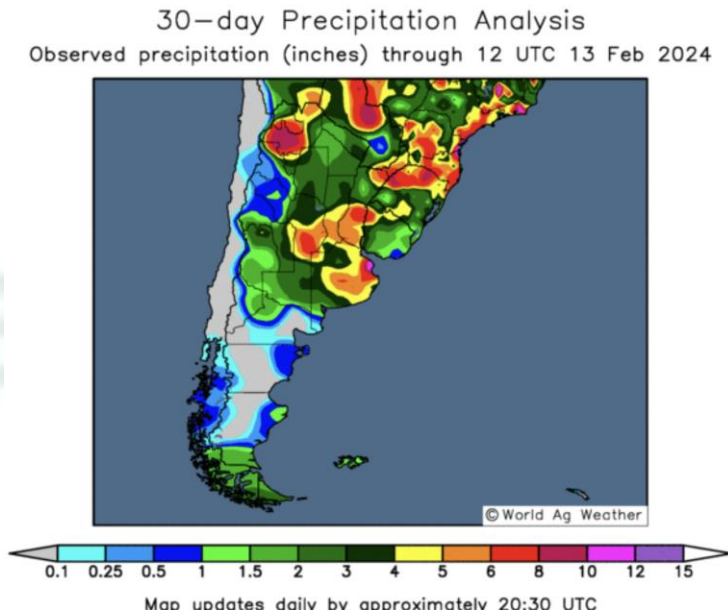 30-day Precipitation Analysis
Observed precipitation (inches) through 12 UTC 13 Feb 2024
©World Ag Weather
0.1 0.25 0.5 1 1.5 2 3 4 5 6 8 10 12 15
Map updates daily by approximately 20:30 UTC